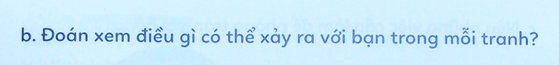 b. Đoán xem điều gì có thể xảy ra với bạn trong mỗi tranh?